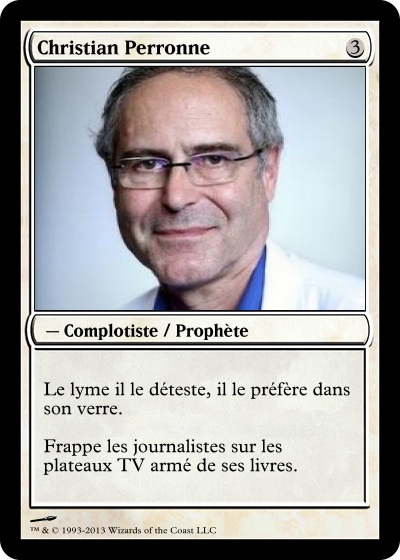 Christian Perronne 3
— Complotiste / Prophète
Le lyme il le déteste, il le préfère dans
son verre.
Frappe les journalistes sur les
plateaux TV armé de ses livres.
™ & © 1993-2013 Wizards of the Coast LLC